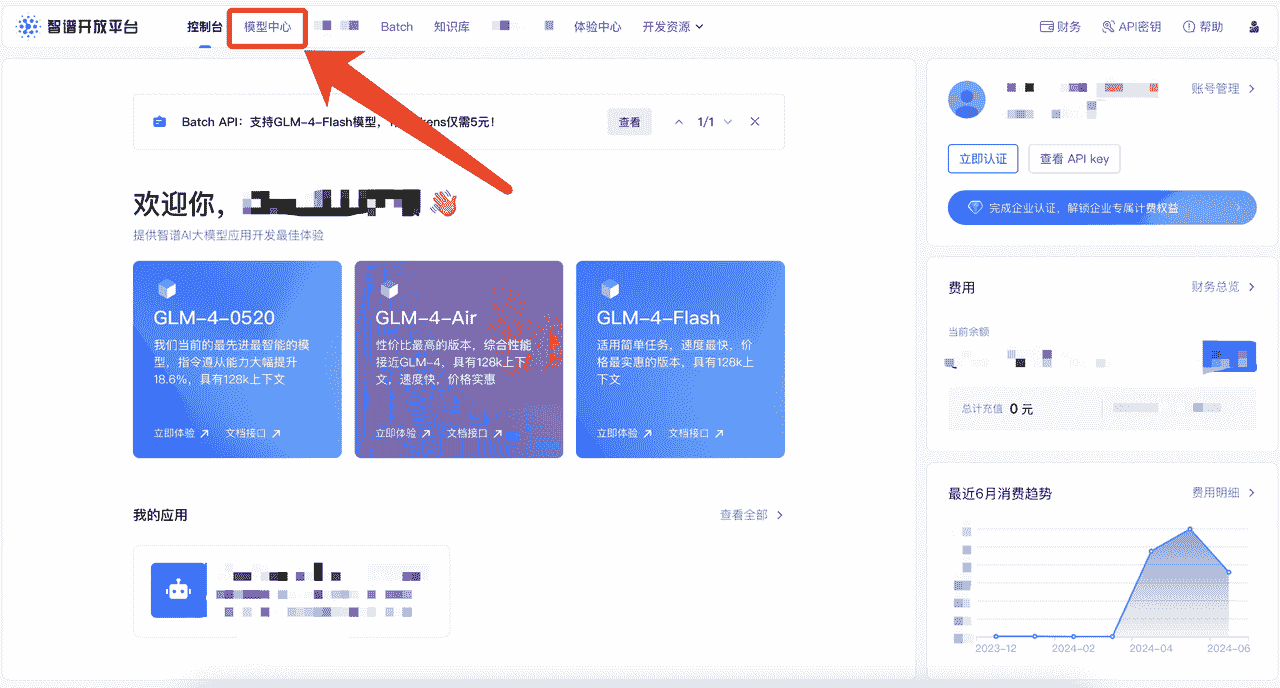 智谱开放平台
控制台
模型中心
Batch
知识库
体验中心
开发资源
财务
API密钥
帮助
Batch API：支持GLM-4-Flash模型，
kens仅需5元！
查看
1/1
欢迎你，
提供智谱AI大模型应用开发最佳体验
GLM-4-0520
我们当前的最先进最智能的模
型，指令遵从能力大幅提升
18.6%，具有128k上下文
立即体验
文档接口
GLM-4-Air
性价比最高的版本，综合性能
接近GLM-4，具有128k上下
文，速度快，价格实惠
立即体验
文档接口
GLM-4-Flash
适用简单任务，速度最快，价
格最实惠的版本，具有128k上
下文
立即体验
文档接口
我的应用
查看全部
账号管理
立即认证
查看 API key
完成企业认证，解锁企业专属计费权益
费用
财务总览
当前余额
总计充值 0 元
最近6月消费趋势
费用明细
2023-12
2024-02
2024-04
2024-06